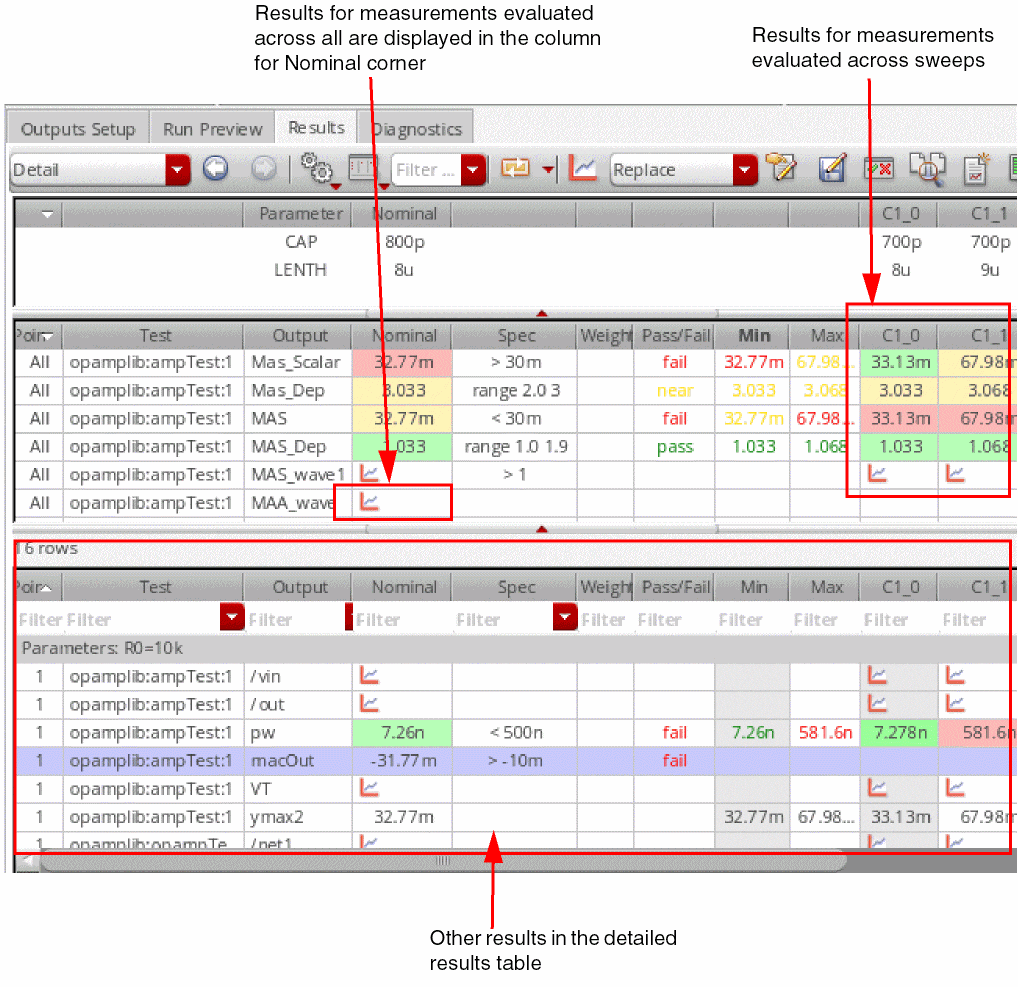 Results for measurements evaluated
across all are displayed in the column
for Nominal corner
Results for measurements
evaluated across sweeps
Outputs Setup Run Preview Results Diagnostics
Detail Filter ... Replace
Parameter Nominal C1_0 C1_1
CAP 800p 700p 700p
LENTH 8u 8u 9u
Test Output Nominal Spec Weight Pass/Fail Min Max C1_0 C1_1
All opamplib:ampTest:1 Mas_Scalar 32.77m > 30m fail 32.77m 67.98... 33.13m 67.98m
All opamplib:ampTest:1 Mas_Dep 3.033 range 2.0 3 near 3.033 3.068 3.033 3.068
All opamplib:ampTest:1 MAS 32.77m < 30m fail 32.77m 67.98... 33.13m 67.98m
All opamplib:ampTest:1 MAS_Dep 1.033 range 1.0 1.9 pass 1.033 1.068 1.033 1.068
All opamplib:ampTest:1 MAS_wave1 > 1
All opamplib:ampTest:1 MAA_wave
16 rows
Test Output Nominal Spec Weight Pass/Fail Min Max C1_0 C1_1
Filter Filter Filter Filter Filter Filter Filter Filter Filter Filter Filter
Parameters: R0=10k
1 opamplib:ampTest:1 /vin
1 opamplib:ampTest:1 /out
1 opamplib:ampTest:1 pw 7.26n < 500n fail 7.26n 581.6n 7.278n 581.6n
1 opamplib:ampTest:1 macOut -31.77m > -10m fail
1 opamplib:ampTest:1 VT
1 opamplib:ampTest:1 ymax2 32.77m 32.77m 67.98... 33.13m 67.98m
1 opamplib:opampTe /net1
Other results in the detailed
results table